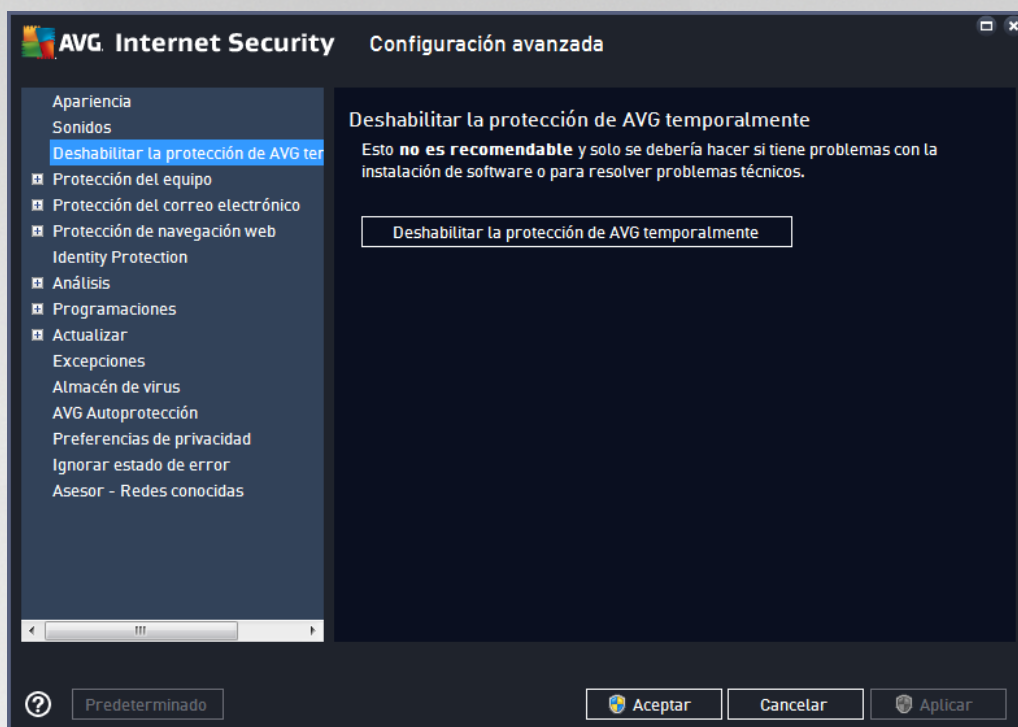 AVG. Internet Security Configuración avanzada
Apariencia
Sonidos
Deshabilitar la protección de AVG ter
Protección del equipo
Protección del correo electrónico
Protección de navegación web
Identity Protection
Análisis
Programaciones
Actualizar
Excepciones
Almacén de virus
AVG Autoprotección
Preferencias de privacidad
Ignorar estado de error
Asesor - Redes conocidas
Deshabilitar la protección de AVG temporalmente
Esto no es recomendable y solo se debería hacer si tiene problemas con la
instalación de software o para resolver problemas técnicos.
Deshabilitar la protección de AVG temporalmente
? Predeterminado Aceptar Cancelar Aplicar